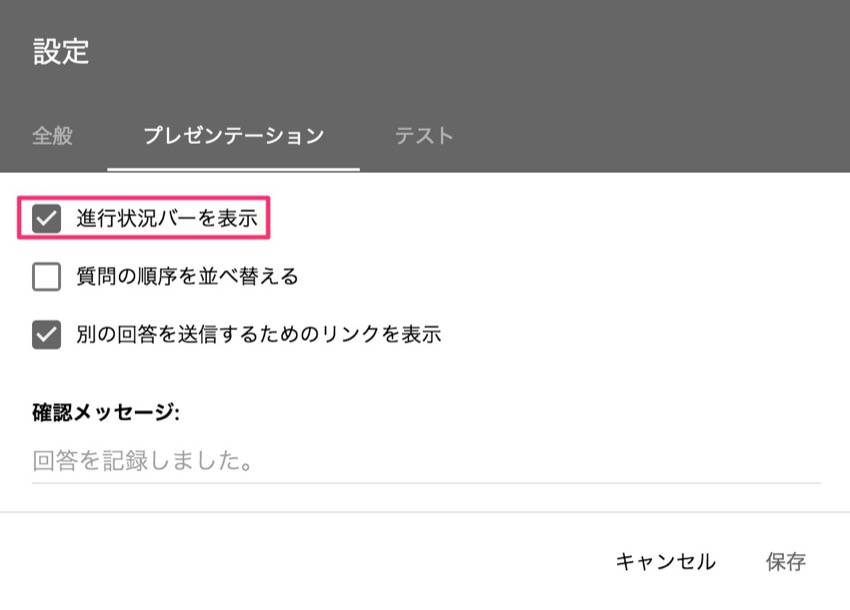 設定
全般 プレゼンテーション テスト
進行状況バーを表示
質問の順序を並べ替える
別の回答を送信するためのリンクを表示
確認メッセージ:
回答を記録しました。
キャンセル 保存